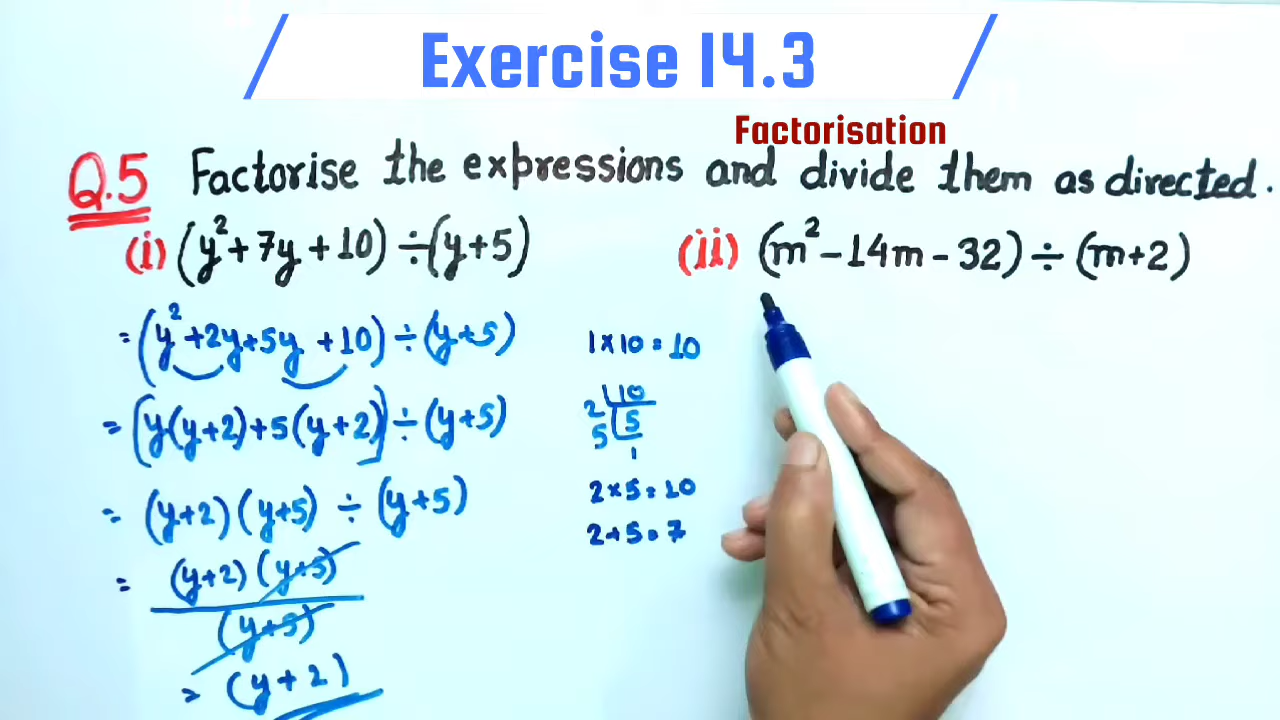 Exercise 14.3
Factorisation
Q.5 Factorise the expressions and divide them as directed.
(i) (y²+7y+10)÷(y+5)
(ii) (m²-14m-32)÷(m+2)
=(y²+2y+5y+10)÷(y+5)
=[y(y+2)+5(y+2)]÷(y+5)
= (y+2)(y+5) ÷ (y+5)
= (y+2)(y+5)
(y+5)
= (y+2)
1×10=10
2 10
5 5
1
2×5=10
2+5=7